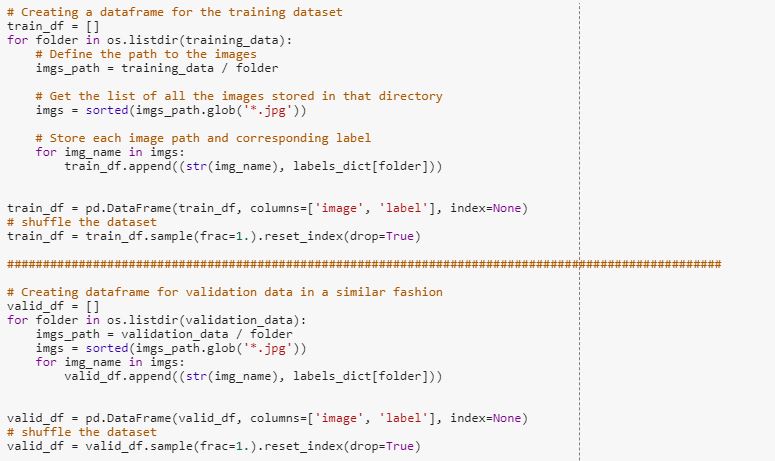 # Creating a dataframe for the training dataset
train_df = []
for folder in os.listdir(training_data):
    # Define the path to the images
    imgs_path = training_data / folder

    # Get the list of all the images stored in that directory
    imgs = sorted(imgs_path.glob('*.jpg'))

    # Store each image path and corresponding label
    for img_name in imgs:
        train_df.append((str(img_name), labels_dict[folder]))


train_df = pd.DataFrame(train_df, columns=['image', 'label'], index=None)
# shuffle the dataset
train_df = train_df.sample(frac=1.).reset_index(drop=True)

####################################################################################################

# Creating dataframe for validation data in a similar fashion
valid_df = []
for folder in os.listdir(validation_data):
    imgs_path = validation_data / folder
    imgs = sorted(imgs_path.glob('*.jpg'))
    for img_name in imgs:
        valid_df.append((str(img_name), labels_dict[folder]))


valid_df = pd.DataFrame(valid_df, columns=['image', 'label'], index=None)
# shuffle the dataset
valid_df = valid_df.sample(frac=1.).reset_index(drop=True)